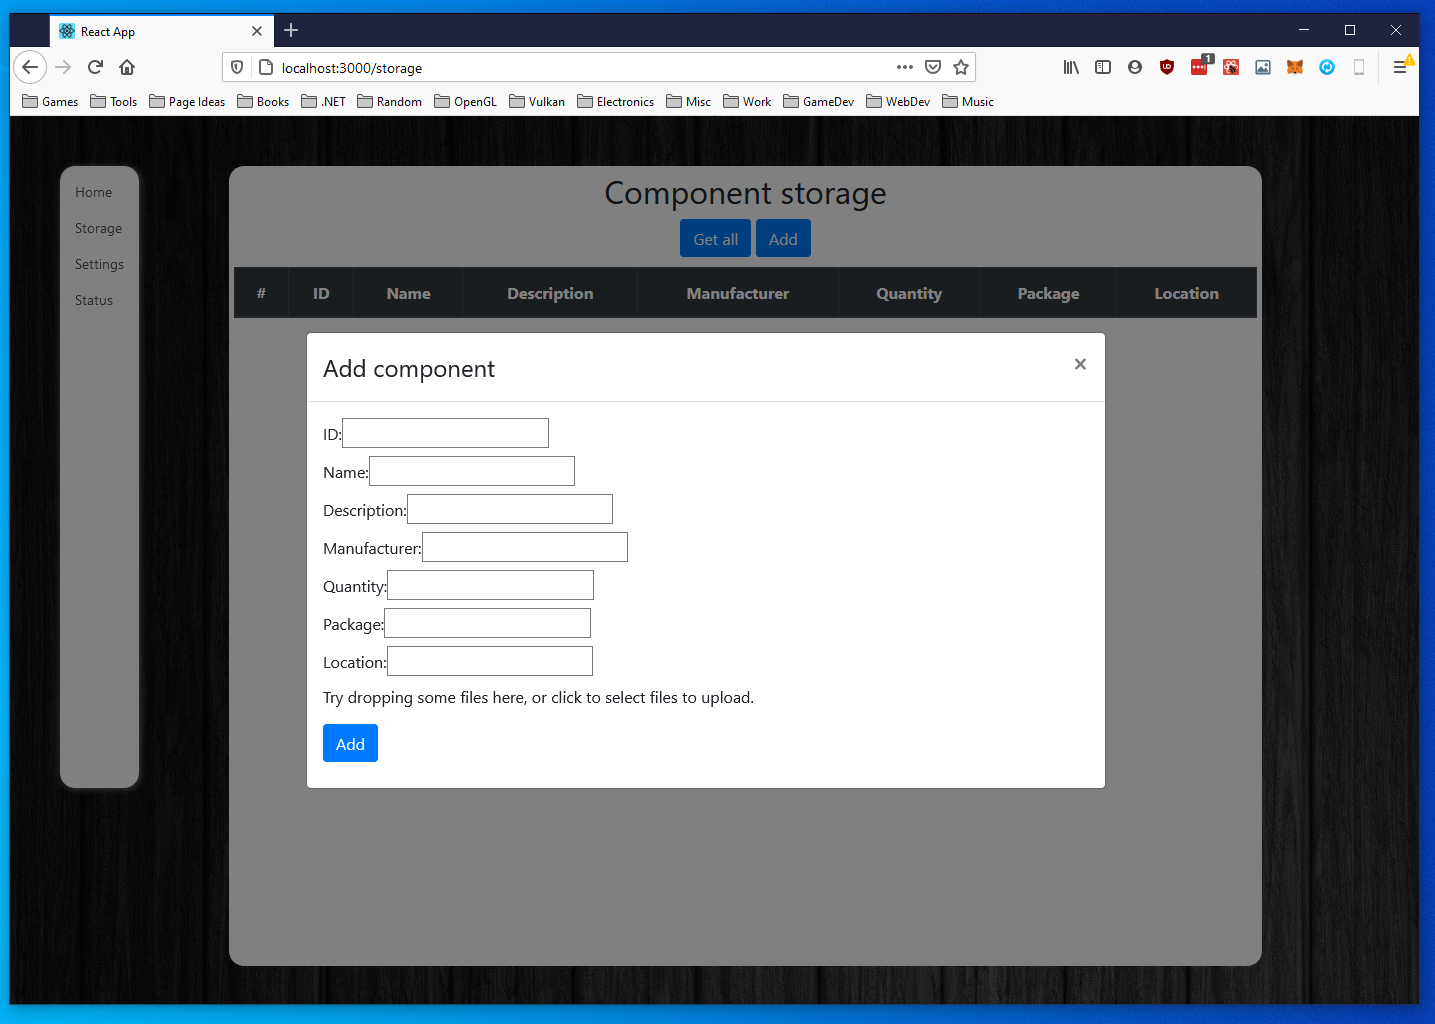 React App
localhost:3000/storage
1
Games Tools Page Ideas Books .NET Random OpenGL Vulkan Electronics Misc Work GameDev WebDev Music
Home
Storage
Settings
Status
Component storage
Get all Add
# ID Name Description Manufacturer Quantity Package Location
Add component ×
ID:
Name:
Description:
Manufacturer:
Quantity:
Package:
Location:
Try dropping some files here, or click to select files to upload.
Add